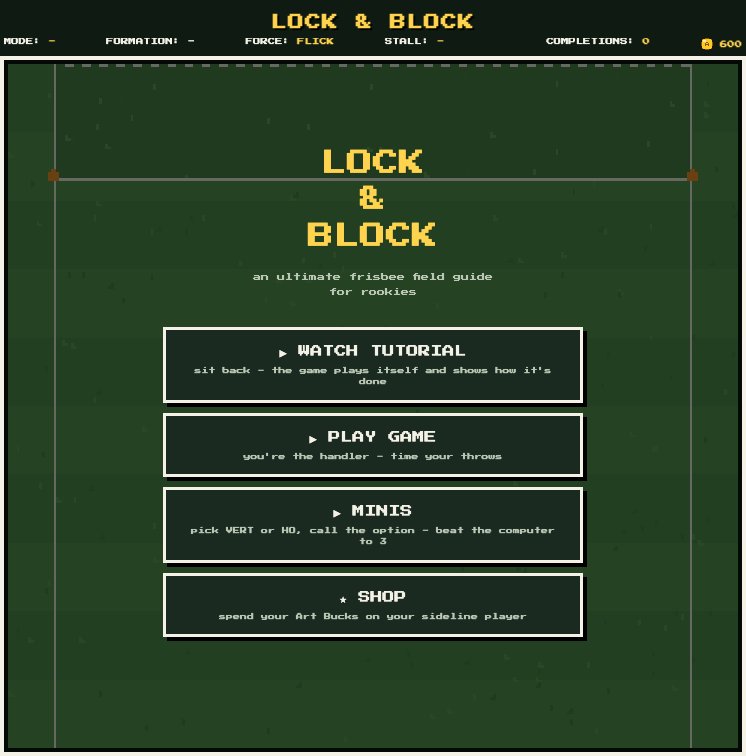 LOCK & BLOCK
MODE: - FORMATION: - FORCE: FLICK STALL: - COMPLETIONS: 0 A 600
LOCK
&
BLOCK
an ultimate frisbee field guide
for rookies
▶ WATCH TUTORIAL
sit back - the game plays itself and shows how it's
done
▶ PLAY GAME
you're the handler - time your throws
▶ MINIS
pick VERT or HO, call the option - beat the computer
to 3
★ SHOP
spend your Art Bucks on your sideline player